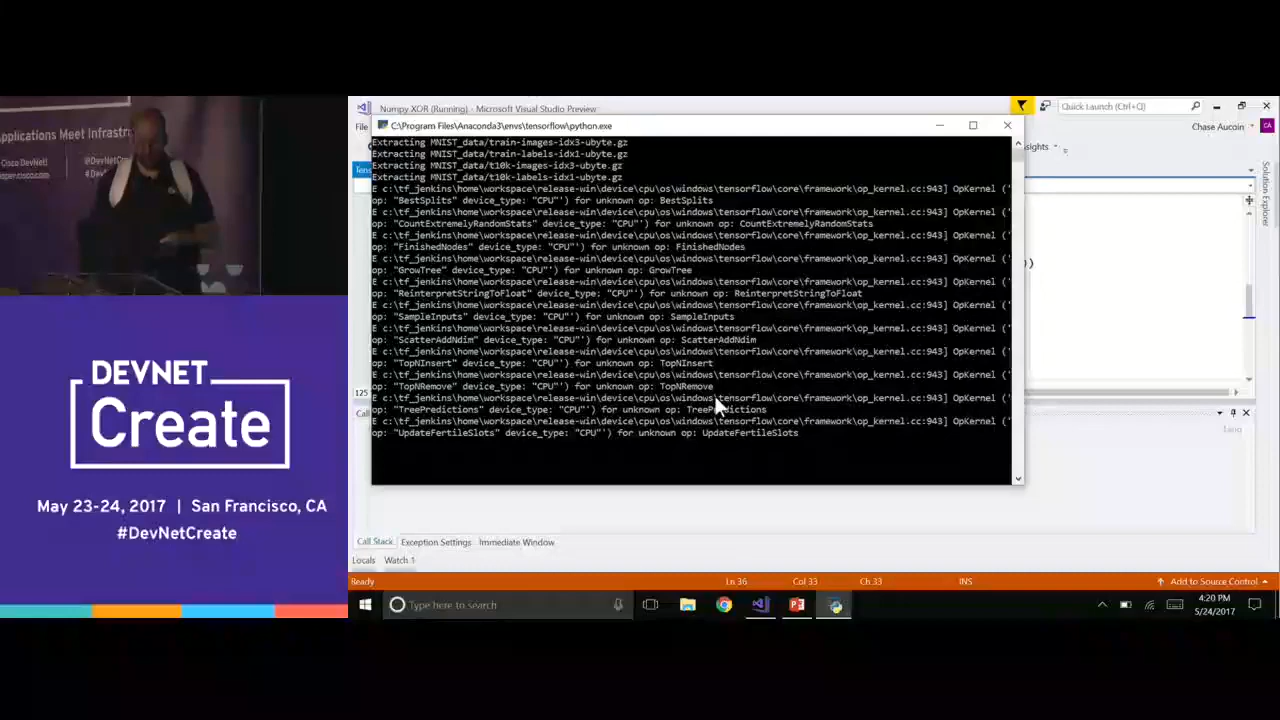 Applications Meet Infrastr
Cisco DevNet!
ispercisco.com
@DevNetCr
#DevN
DEVNET
Create
May 23-24, 2017 | San Francisco, CA
#DevNetCreate
Numpy XOR (Running) - Microsoft Visual Studio Preview
Quick Launch (Ctrl+Q)
File
Chase Aucoin
CA
C:\Program Files\Anaconda3\envs\tensorflow\python.exe
Extracting MNIST_data/train-images-idx3-ubyte.gz
Extracting MNIST_data/train-labels-idx1-ubyte.gz
Extracting MNIST_data/t10k-images-idx3-ubyte.gz
Extracting MNIST_data/t10k-labels-idx1-ubyte.gz
E c:\tf_jenkins\home\workspace\release-win\device\cpu\os\windows\tensorflow\core\framework\op_kernel.cc:943] OpKernel ('
op: "BestSplits" device_type: "CPU"') for unknown op: BestSplits
E c:\tf_jenkins\home\workspace\release-win\device\cpu\os\windows\tensorflow\core\framework\op_kernel.cc:943] OpKernel ('
op: "CountExtremelyRandomStats" device_type: "CPU"') for unknown op: CountExtremelyRandomStats
E c:\tf_jenkins\home\workspace\release-win\device\cpu\os\windows\tensorflow\core\framework\op_kernel.cc:943] OpKernel ('
op: "FinishedNodes" device_type: "CPU"') for unknown op: FinishedNodes
E c:\tf_jenkins\home\workspace\release-win\device\cpu\os\windows\tensorflow\core\framework\op_kernel.cc:943] OpKernel ('
op: "GrowTree" device_type: "CPU"') for unknown op: GrowTree
E c:\tf_jenkins\home\workspace\release-win\device\cpu\os\windows\tensorflow\core\framework\op_kernel.cc:943] OpKernel ('
op: "ReinterpretStringToFloat" device_type: "CPU"') for unknown op: ReinterpretStringToFloat
E c:\tf_jenkins\home\workspace\release-win\device\cpu\os\windows\tensorflow\core\framework\op_kernel.cc:943] OpKernel ('
op: "SampleInputs" device_type: "CPU"') for unknown op: SampleInputs
E c:\tf_jenkins\home\workspace\release-win\device\cpu\os\windows\tensorflow\core\framework\op_kernel.cc:943] OpKernel ('
op: "ScatterAddNdim" device_type: "CPU"') for unknown op: ScatterAddNdim
E c:\tf_jenkins\home\workspace\release-win\device\cpu\os\windows\tensorflow\core\framework\op_kernel.cc:943] OpKernel ('
op: "TopNInsert" device_type: "CPU"') for unknown op: TopNInsert
E c:\tf_jenkins\home\workspace\release-win\device\cpu\os\windows\tensorflow\core\framework\op_kernel.cc:943] OpKernel ('
op: "TopNRemove" device_type: "CPU"') for unknown op: TopNRemove
E c:\tf_jenkins\home\workspace\release-win\device\cpu\os\windows\tensorflow\core\framework\op_kernel.cc:943] OpKernel ('
op: "TreePredictions" device_type: "CPU"') for unknown op: TreePredictions
E c:\tf_jenkins\home\workspace\release-win\device\cpu\os\windows\tensorflow\core\framework\op_kernel.cc:943] OpKernel ('
op: "UpdateFertileSlots" device_type: "CPU"') for unknown op: UpdateFertileSlots
sights
Solution Explorer
Tens
))
125
Call
Lang
Call Stack Exception Settings Immediate Window
Locals Watch 1
Ready Ln 36 Col 33 Ch 33 INS Add to Source Control
Type here to search
4:20 PM
5/24/2017